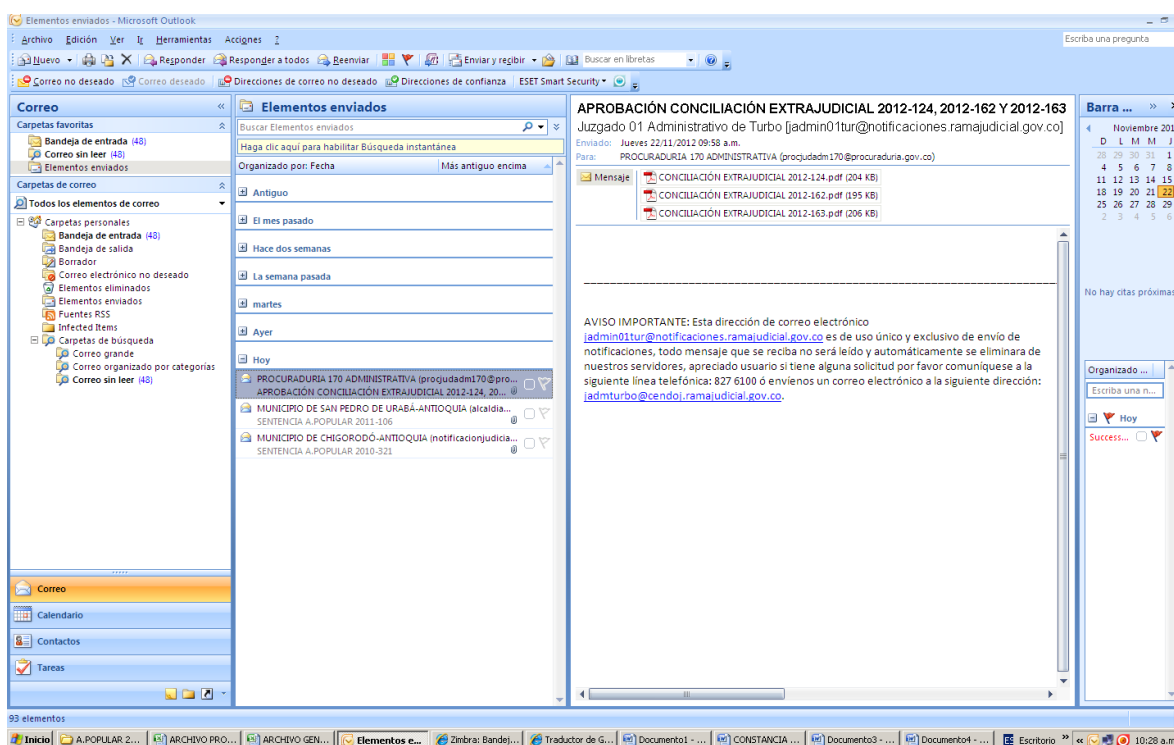 Elementos enviados - Microsoft Outlook
Archivo Edición Ver Ir Herramientas Acciones ?
Escriba una pregunta
Nuevo Responder Responder a todos Reenviar Enviar y recibir Buscar en libretas
Correo no deseado Correo deseado Direcciones de correo no deseado Direcciones de confianza ESET Smart Security
Correo
Carpetas favoritas
Bandeja de entrada (48)
Correo sin leer (48)
Elementos enviados
Carpetas de correo
Todos los elementos de correo
Carpetas personales
Bandeja de entrada (48)
Bandeja de salida
Borrador
Correo electrónico no deseado
Elementos eliminados
Elementos enviados
Fuentes RSS
Infected Items
Carpetas de búsqueda
Correo grande
Correo organizado por categorías
Correo sin leer (48)
Correo
Calendario
Contactos
Tareas
Elementos enviados
Buscar Elementos enviados
Haga clic aquí para habilitar Búsqueda instantánea
Organizado por: Fecha Más antiguo encima
Antiguo
El mes pasado
Hace dos semanas
La semana pasada
martes
Ayer
Hoy
PROCURADURIA 170 ADMINISTRATIVA (procjudadm170@pro...
APROBACIÓN CONCILIACIÓN EXTRAJUDICIAL 2012-124, 20...
MUNICIPIO DE SAN PEDRO DE URABÁ-ANTIOQUIA (alcaldia...
SENTENCIA A.POPULAR 2011-106
MUNICIPIO DE CHIGORODÓ-ANTIOQUIA (notificacionjudicia...
SENTENCIA A.POPULAR 2010-321
APROBACIÓN CONCILIACIÓN EXTRAJUDICIAL 2012-124, 2012-162 Y 2012-163
Juzgado 01 Administrativo de Turbo [jadmin01tur@notificaciones.ramajudicial.gov.co]
Enviado: Jueves 22/11/2012 09:58 a.m.
Para: PROCURADURIA 170 ADMINISTRATIVA (procjudadm170@procuraduria.gov.co)
Mensaje CONCILIACIÓN EXTRAJUDICIAL 2012-124.pdf (204 KB)
CONCILIACIÓN EXTRAJUDICIAL 2012-162.pdf (195 KB)
CONCILIACIÓN EXTRAJUDICIAL 2012-163.pdf (206 KB)
AVISO IMPORTANTE: Esta dirección de correo electrónico
jadmin01tur@notificaciones.ramajudicial.gov.co es de uso único y exclusivo de envío de
notificaciones, todo mensaje que se reciba no será leído y automáticamente se eliminara de
nuestros servidores, apreciado usuario si tiene alguna solicitud por favor comuníquese a la
siguiente línea telefónica: 827 6100 ó envíenos un correo electrónico a la siguiente dirección:
jadmturbo@cendoj.ramajudicial.gov.co.
Barra ...
Noviembre 201
D L M M J
28 29 30 31 1
4 5 6 7 8
11 12 13 14 15
18 19 20 21 22
25 26 27 28 29
2 3 4 5 6
No hay citas próximas
Organizado ...
Escriba una n...
Hoy
Success...
93 elementos
Inicio A.POPULAR 2... ARCHIVO PRO... ARCHIVO GEN... Elementos e... Zimbra: Bandej... Traductor de G... Documento1 - ... CONSTANCIA ... Documento3 - ... Documento4 - ... ES Escritorio 10:28 a.m